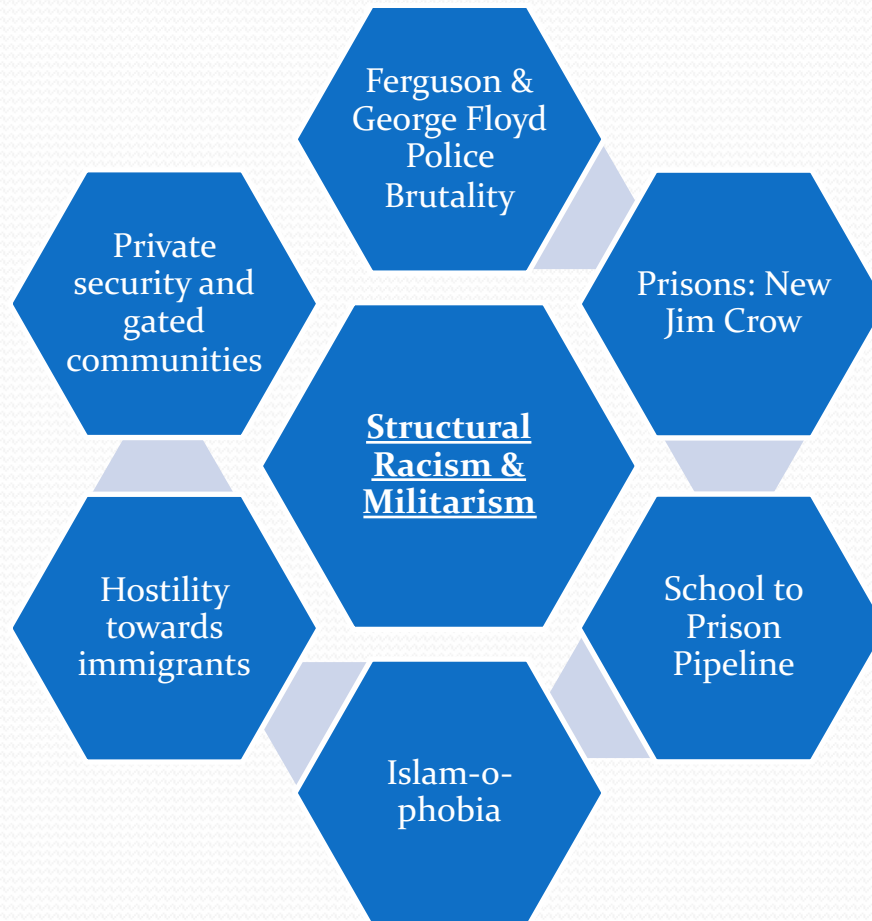 Ferguson &
George Floyd
Police
Brutality
Private
security and
gated
communities
Prisons: New
Jim Crow
Structural
Racism &
Militarism
Hostility
towards
immigrants
School to
Prison
Pipeline
Islam-o-
phobia